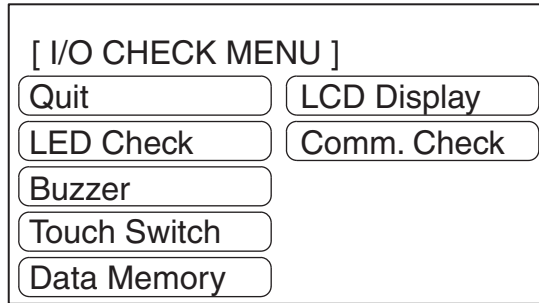 [ I/O CHECK MENU ]
Quit
LCD Display
LED Check
Comm. Check
Buzzer
Touch Switch
Data Memory